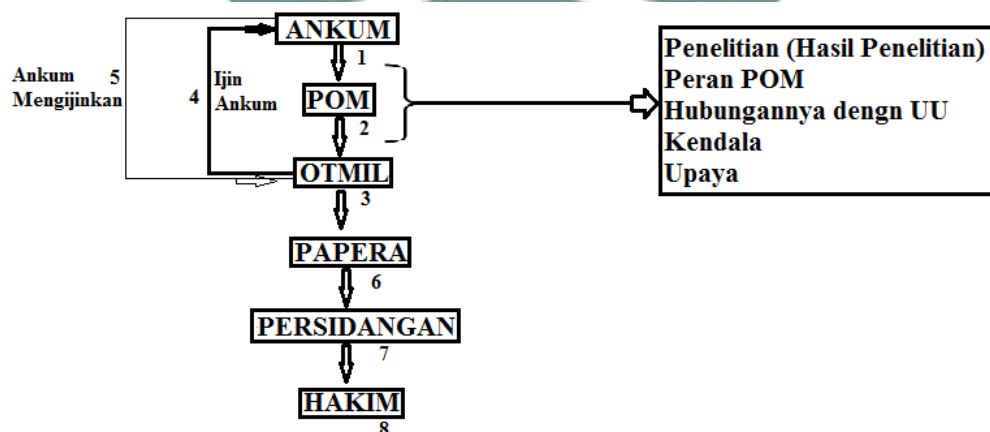 ANKUM
1
Ankum
Mengijinkan
5
4
Ijin
Ankum
POM
2
OTMIL
3
PAPERA
6
PERSIDANGAN
7
HAKIM
8
Penelitian (Hasil Penelitian)
Peran POM
Hubungannya dengn UU
Kendala
Upaya